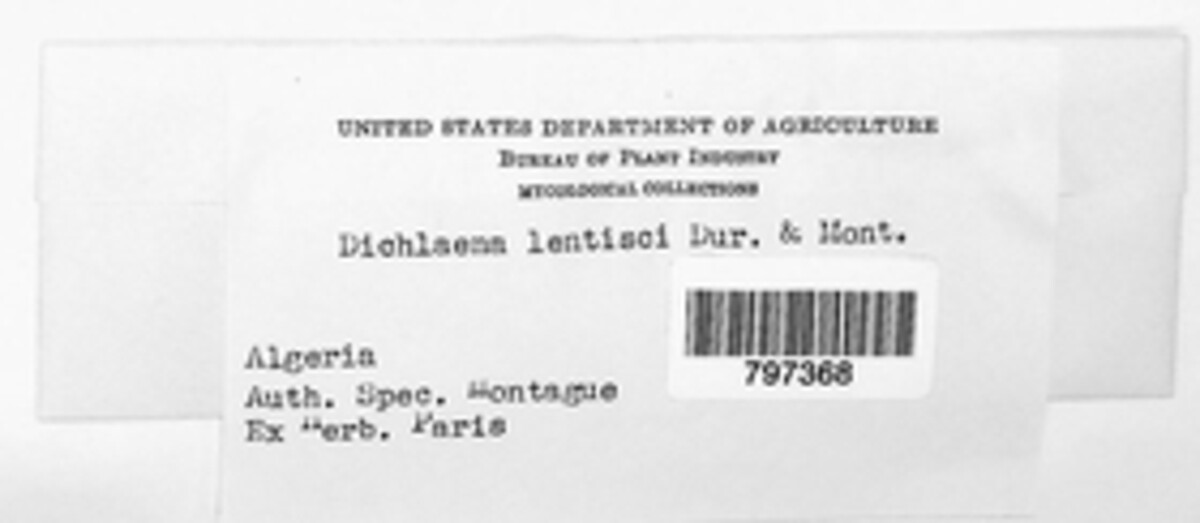 UNITED STATES DEPARTMENT OF AGRICULTURE
BUREAU OF PLANT INDUSTRY
MYCOLOGICAL COLLECTIONS
Dichlaena lentisci Dur. & Mont.
797368
Algeria
Auth. Spec. Montague
Ex Herb. Paris